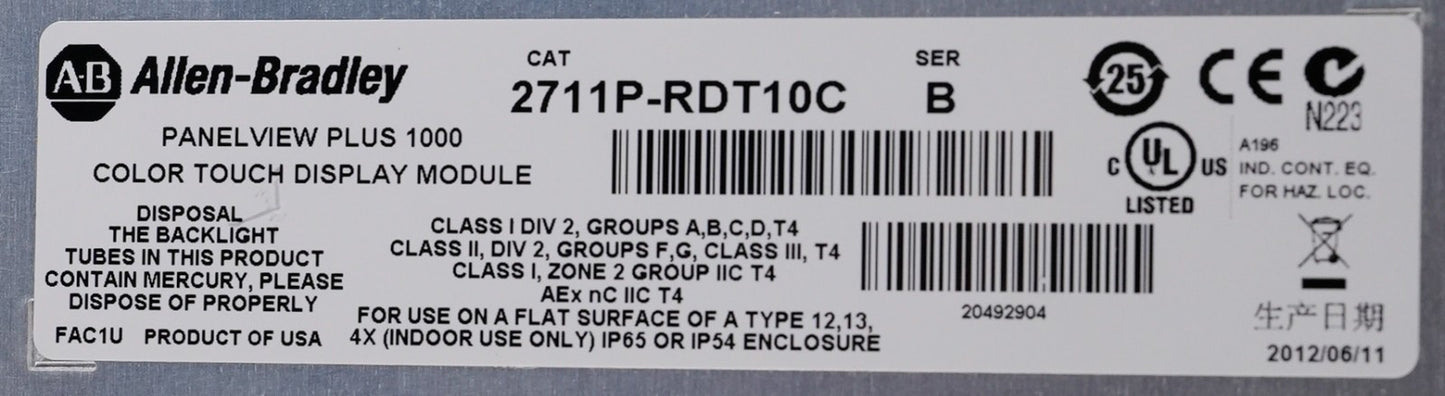 A-B Allen-Bradley
PANELVIEW PLUS 1000
COLOR TOUCH DISPLAY MODULE
CAT
2711P-RDT10C
SER
B
25
CE
N223
C UL US
LISTED
A196
IND. CONT. EQ.
FOR HAZ. LOC.
DISPOSAL
THE BACKLIGHT
TUBES IN THIS PRODUCT
CONTAIN MERCURY, PLEASE
DISPOSE OF PROPERLY
FAC1U PRODUCT OF USA
CLASS I DIV 2, GROUPS A,B,C,D,T4
CLASS II, DIV 2, GROUPS F,G, CLASS III, T4
CLASS I, ZONE 2 GROUP IIC T4
AEx nC IIC T4
FOR USE ON A FLAT SURFACE OF A TYPE 12,13,
4X (INDOOR USE ONLY) IP65 OR IP54 ENCLOSURE
20492904
生产日期
2012/06/11